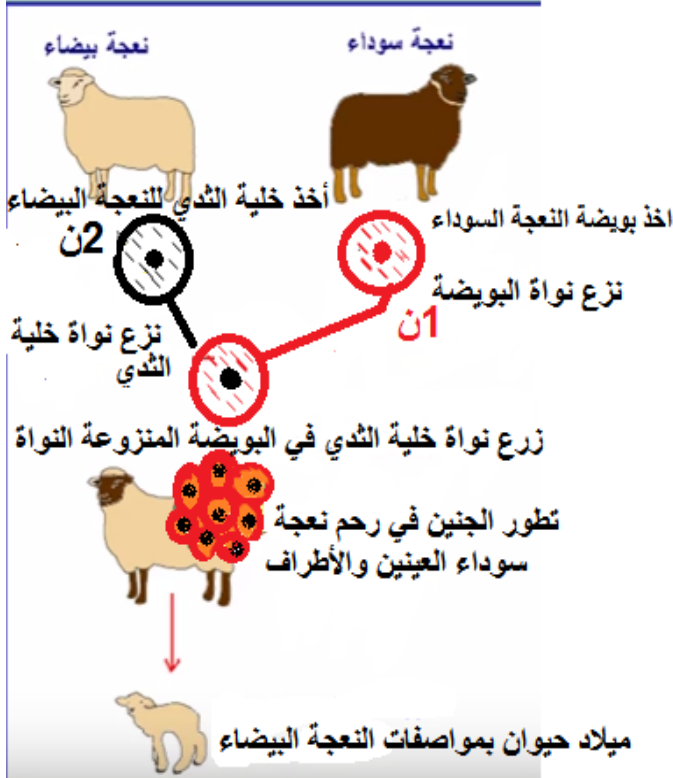 نعجة سوداء
نعجة بيضاء
أخذ خلية الثدي للنعجة البيضاء
اخذ بويضة النعجة السوداء
2ن
نزع نواة البويضة
1ن
نزع نواة خلية
الثدي
زرع نواة خلية الثدي في البويضة المنزوعة النواة
تطور الجنين في رحم نعجة
سوداء العينين والأطراف
ميلاد حيوان بمواصفات النعجة البيضاء